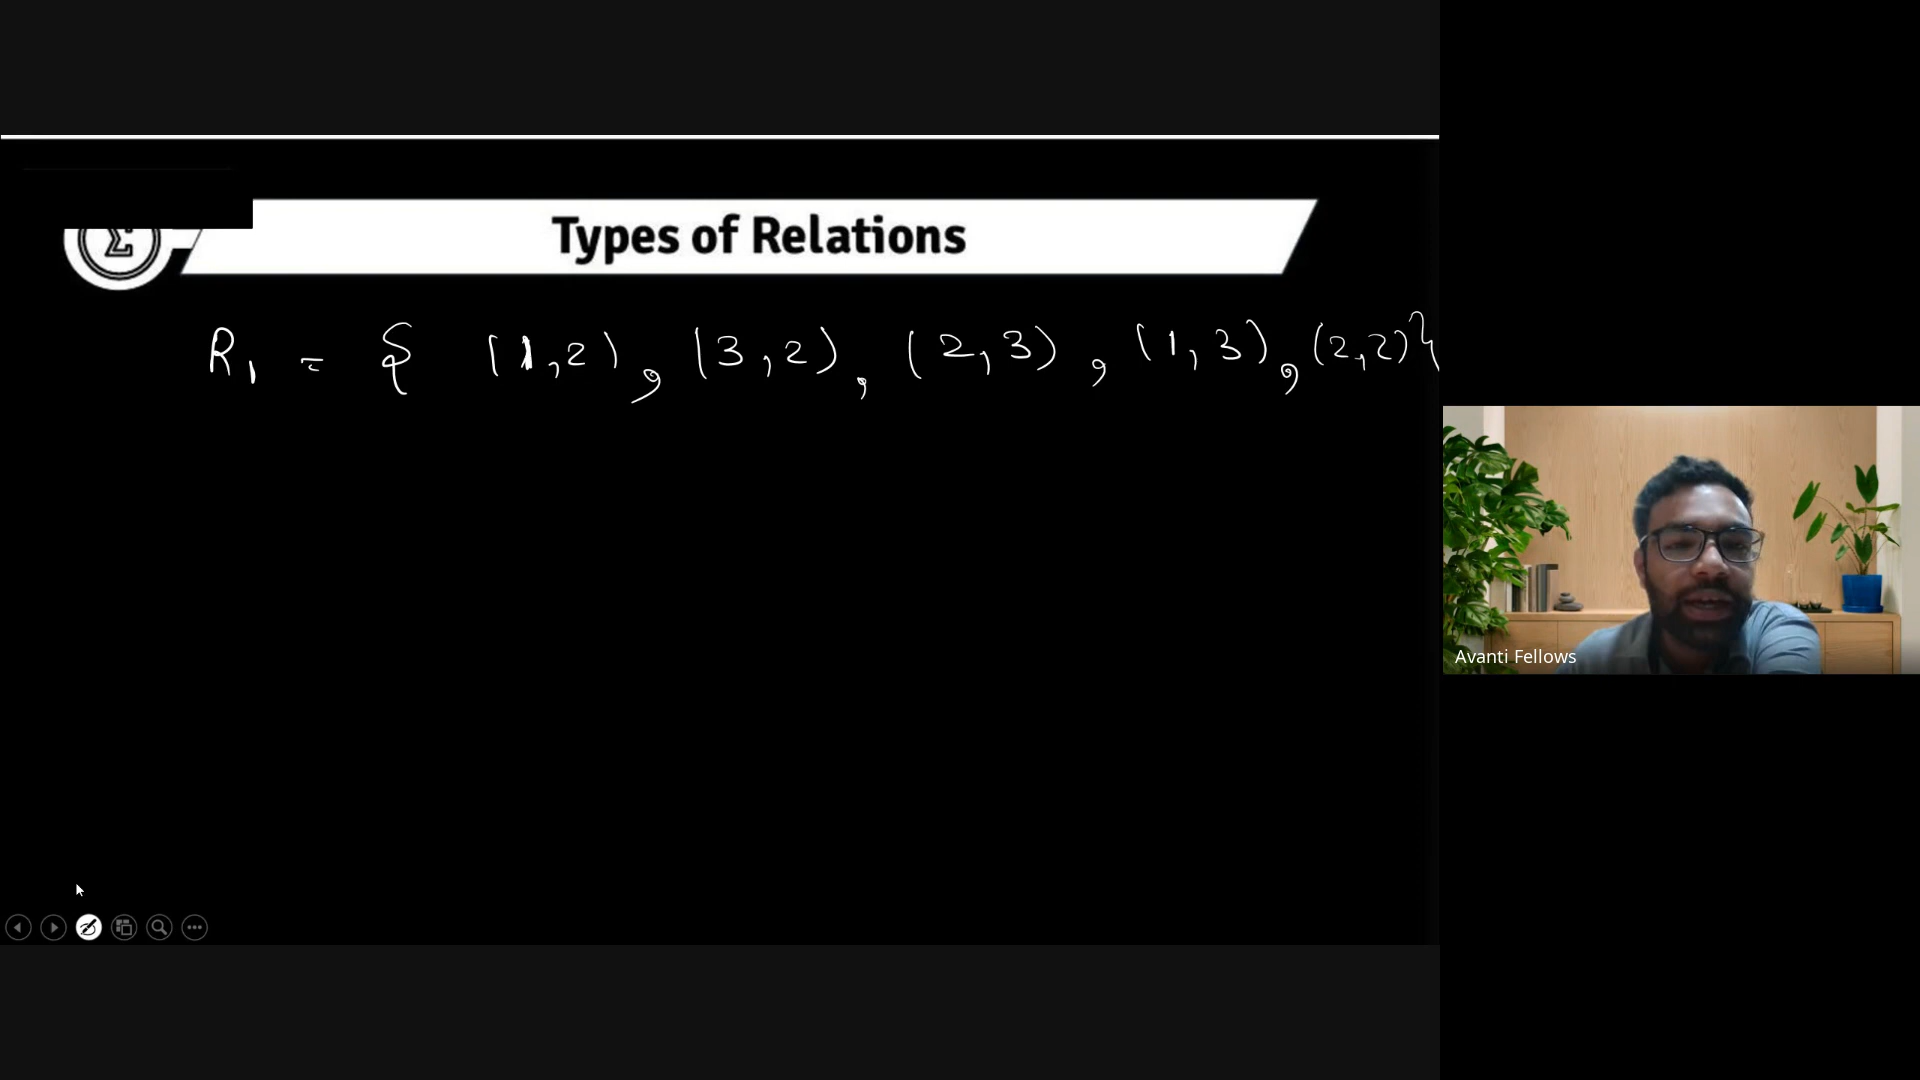 Types of Relations
R₁ = { (1,2), (3,2), (2,3), (1,3), (2,2)}
Avanti Fellows